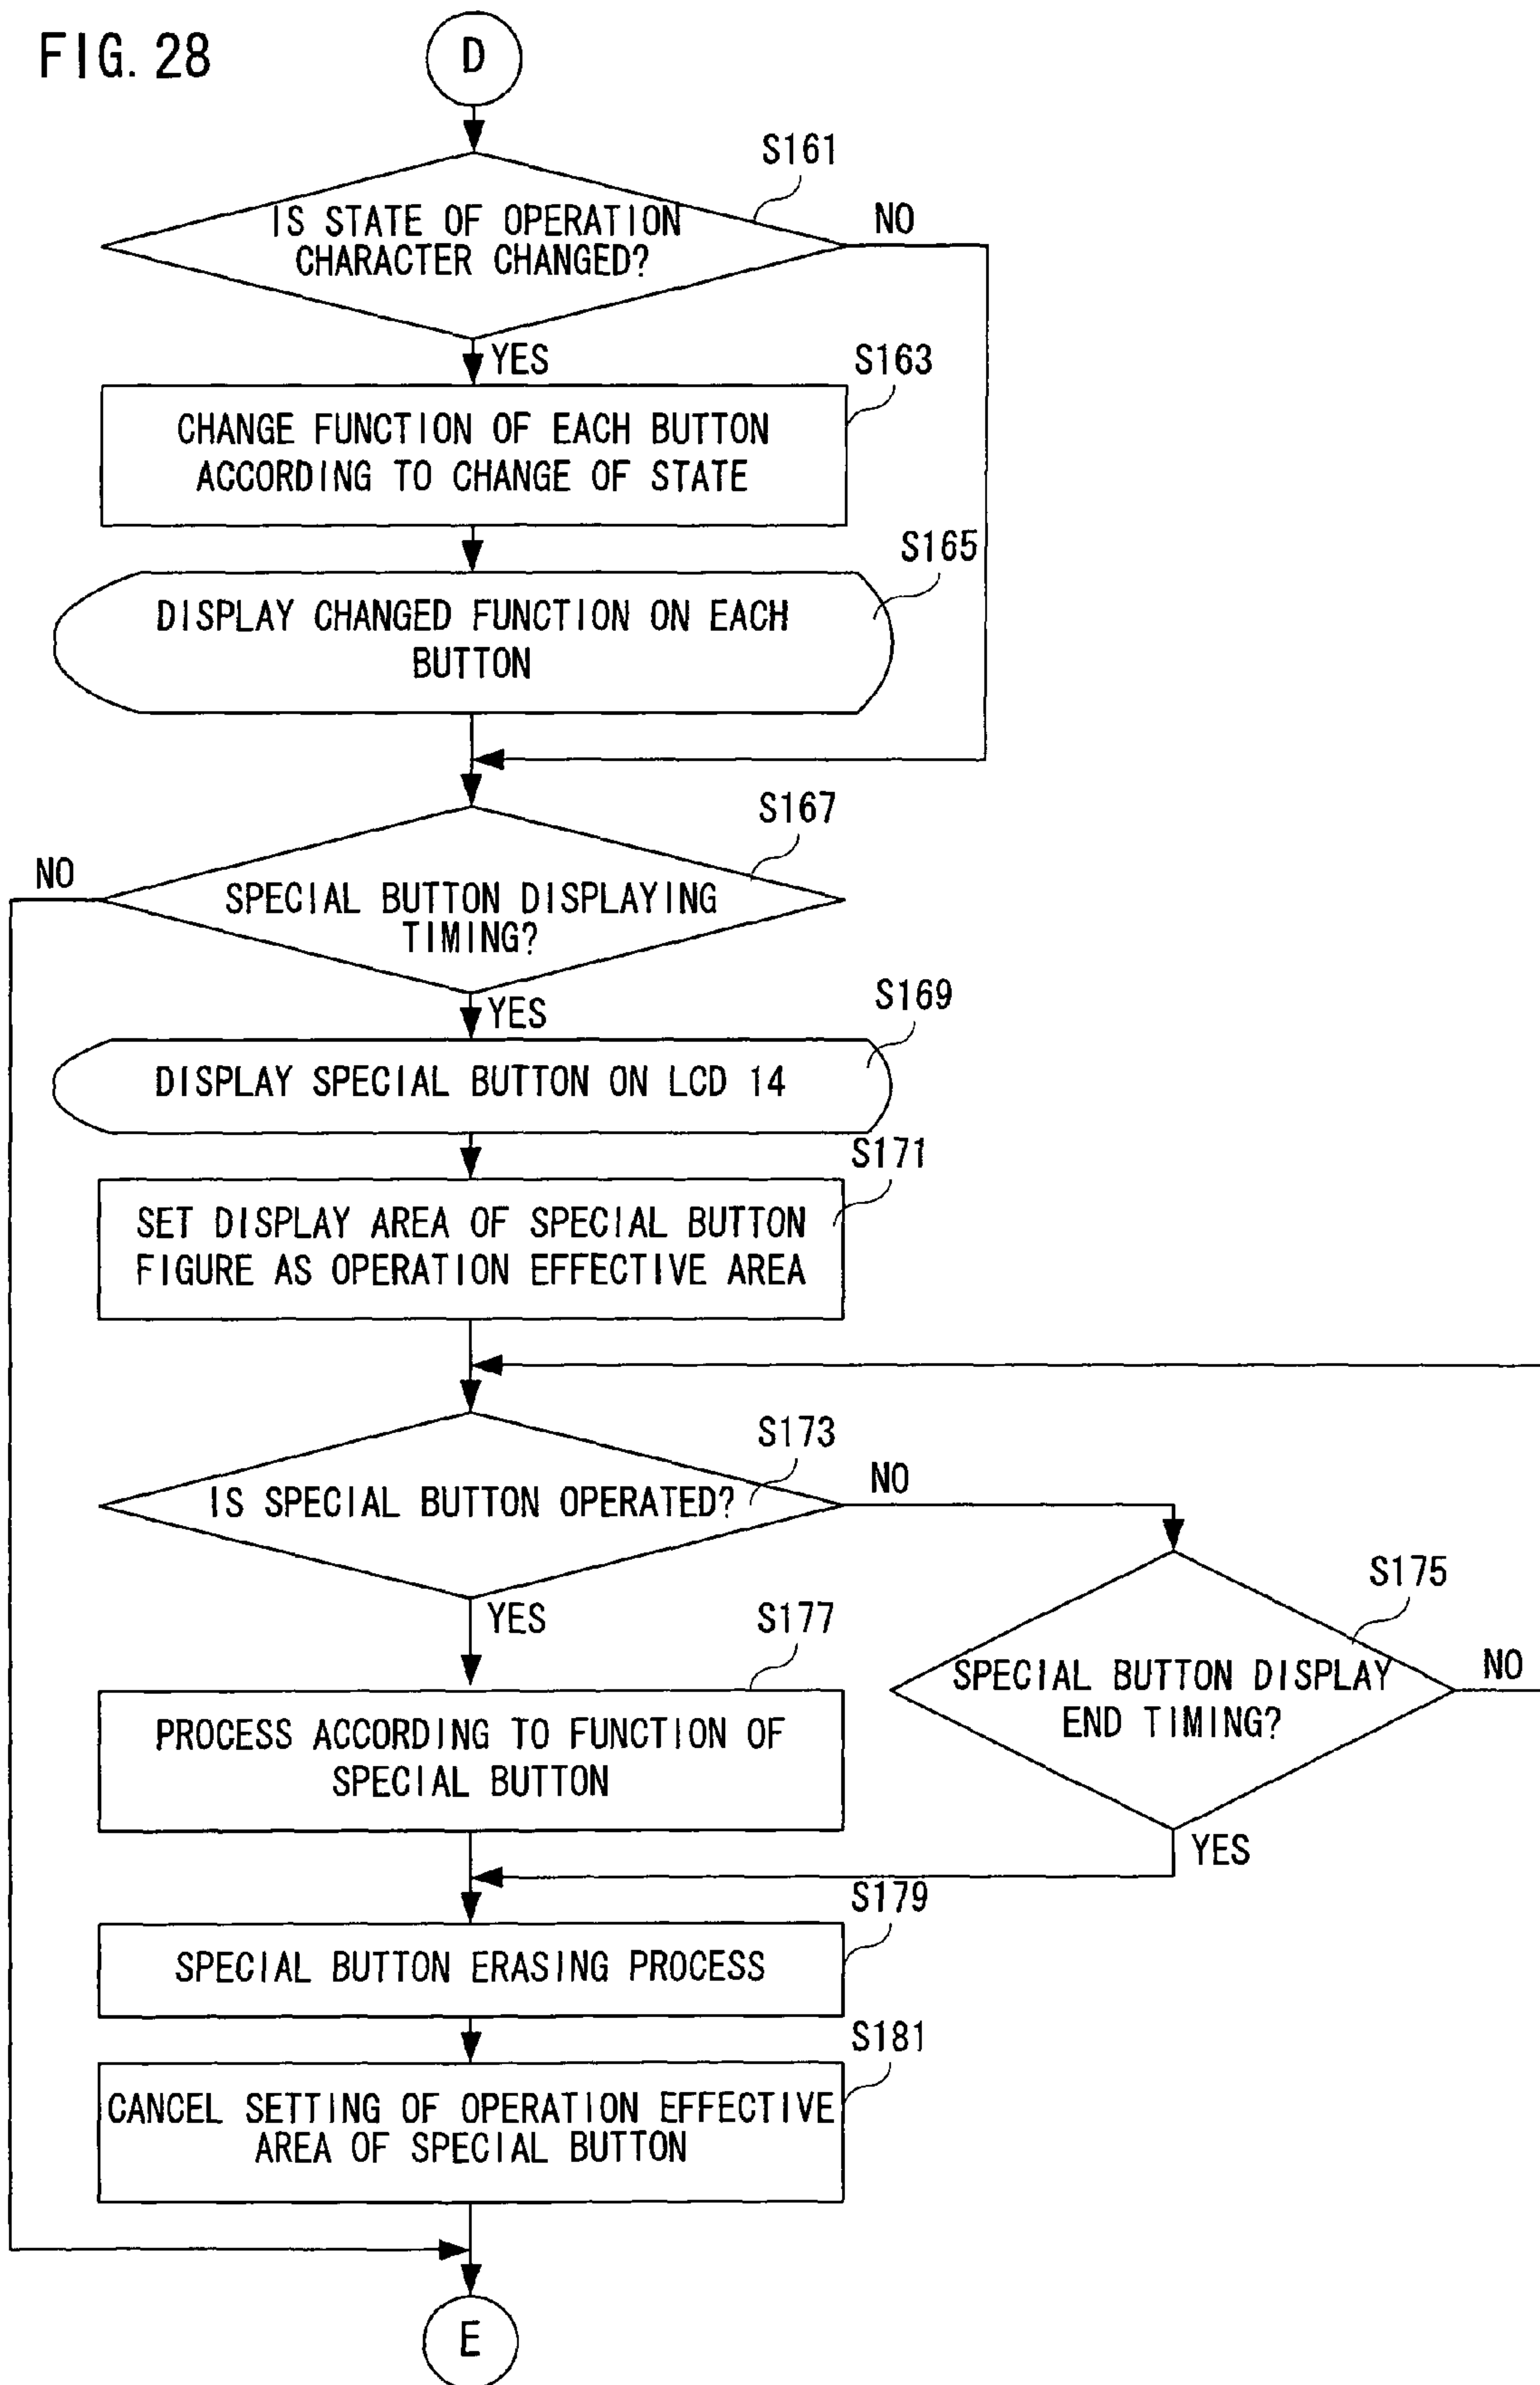 FIG. 28
D
S161
IS STATE OF OPERATION
CHARACTER CHANGED?
NO
YES
S163
CHANGE FUNCTION OF EACH BUTTON
ACCORDING TO CHANGE OF STATE
S165
DISPLAY CHANGED FUNCTION ON EACH
BUTTON
S167
NO
SPECIAL BUTTON DISPLAYING
TIMING?
YES
S169
DISPLAY SPECIAL BUTTON ON LCD 14
S171
SET DISPLAY AREA OF SPECIAL BUTTON
FIGURE AS OPERATION EFFECTIVE AREA
S173
IS SPECIAL BUTTON OPERATED?
NO
YES
S175
SPECIAL BUTTON DISPLAY
END TIMING?
NO
YES
S177
PROCESS ACCORDING TO FUNCTION OF
SPECIAL BUTTON
S179
SPECIAL BUTTON ERASING PROCESS
S181
CANCEL SETTING OF OPERATION EFFECTIVE
AREA OF SPECIAL BUTTON
E